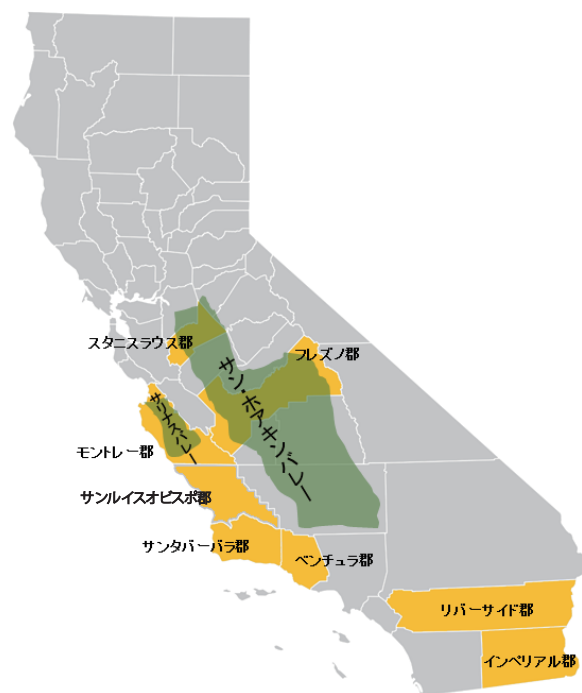 スタニスラウス郡
フレズノ郡
サン・ホアキンバレー
サリナスバレー
モントレー郡
サンルイスオビスポ郡
サンタバーバラ郡
ベンチュラ郡
リバーサイド郡
インペリアル郡